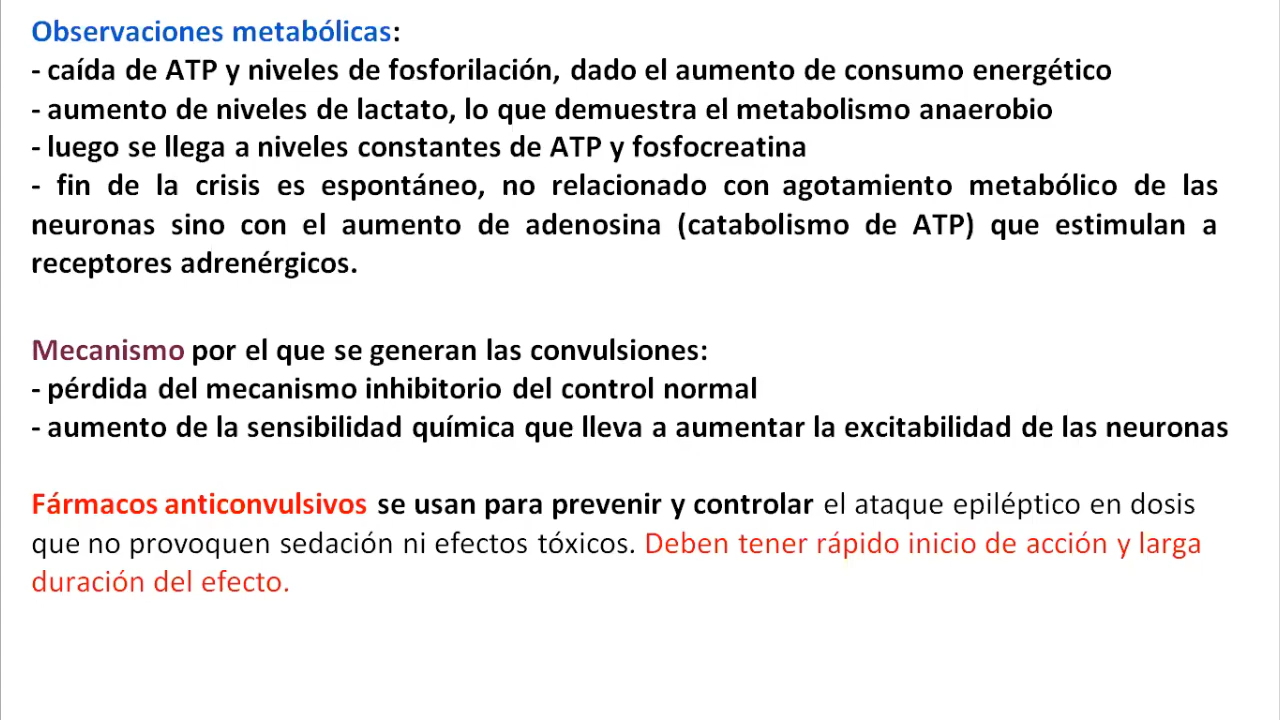 Observaciones metabólicas:
- caída de ATP y niveles de fosforilación, dado el aumento de consumo energético
- aumento de niveles de lactato, lo que demuestra el metabolismo anaerobio
- luego se llega a niveles constantes de ATP y fosfocreatina
- fin de la crisis es espontáneo, no relacionado con agotamiento metabólico de las
neuronas sino con el aumento de adenosina (catabolismo de ATP) que estimulan a
receptores adrenérgicos.
Mecanismo por el que se generan las convulsiones:
- pérdida del mecanismo inhibitorio del control normal
- aumento de la sensibilidad química que lleva a aumentar la excitabilidad de las neuronas
Fármacos anticonvulsivos se usan para prevenir y controlar el ataque epiléptico en dosis
que no provoquen sedación ni efectos tóxicos. Deben tener rápido inicio de acción y larga
duración del efecto.